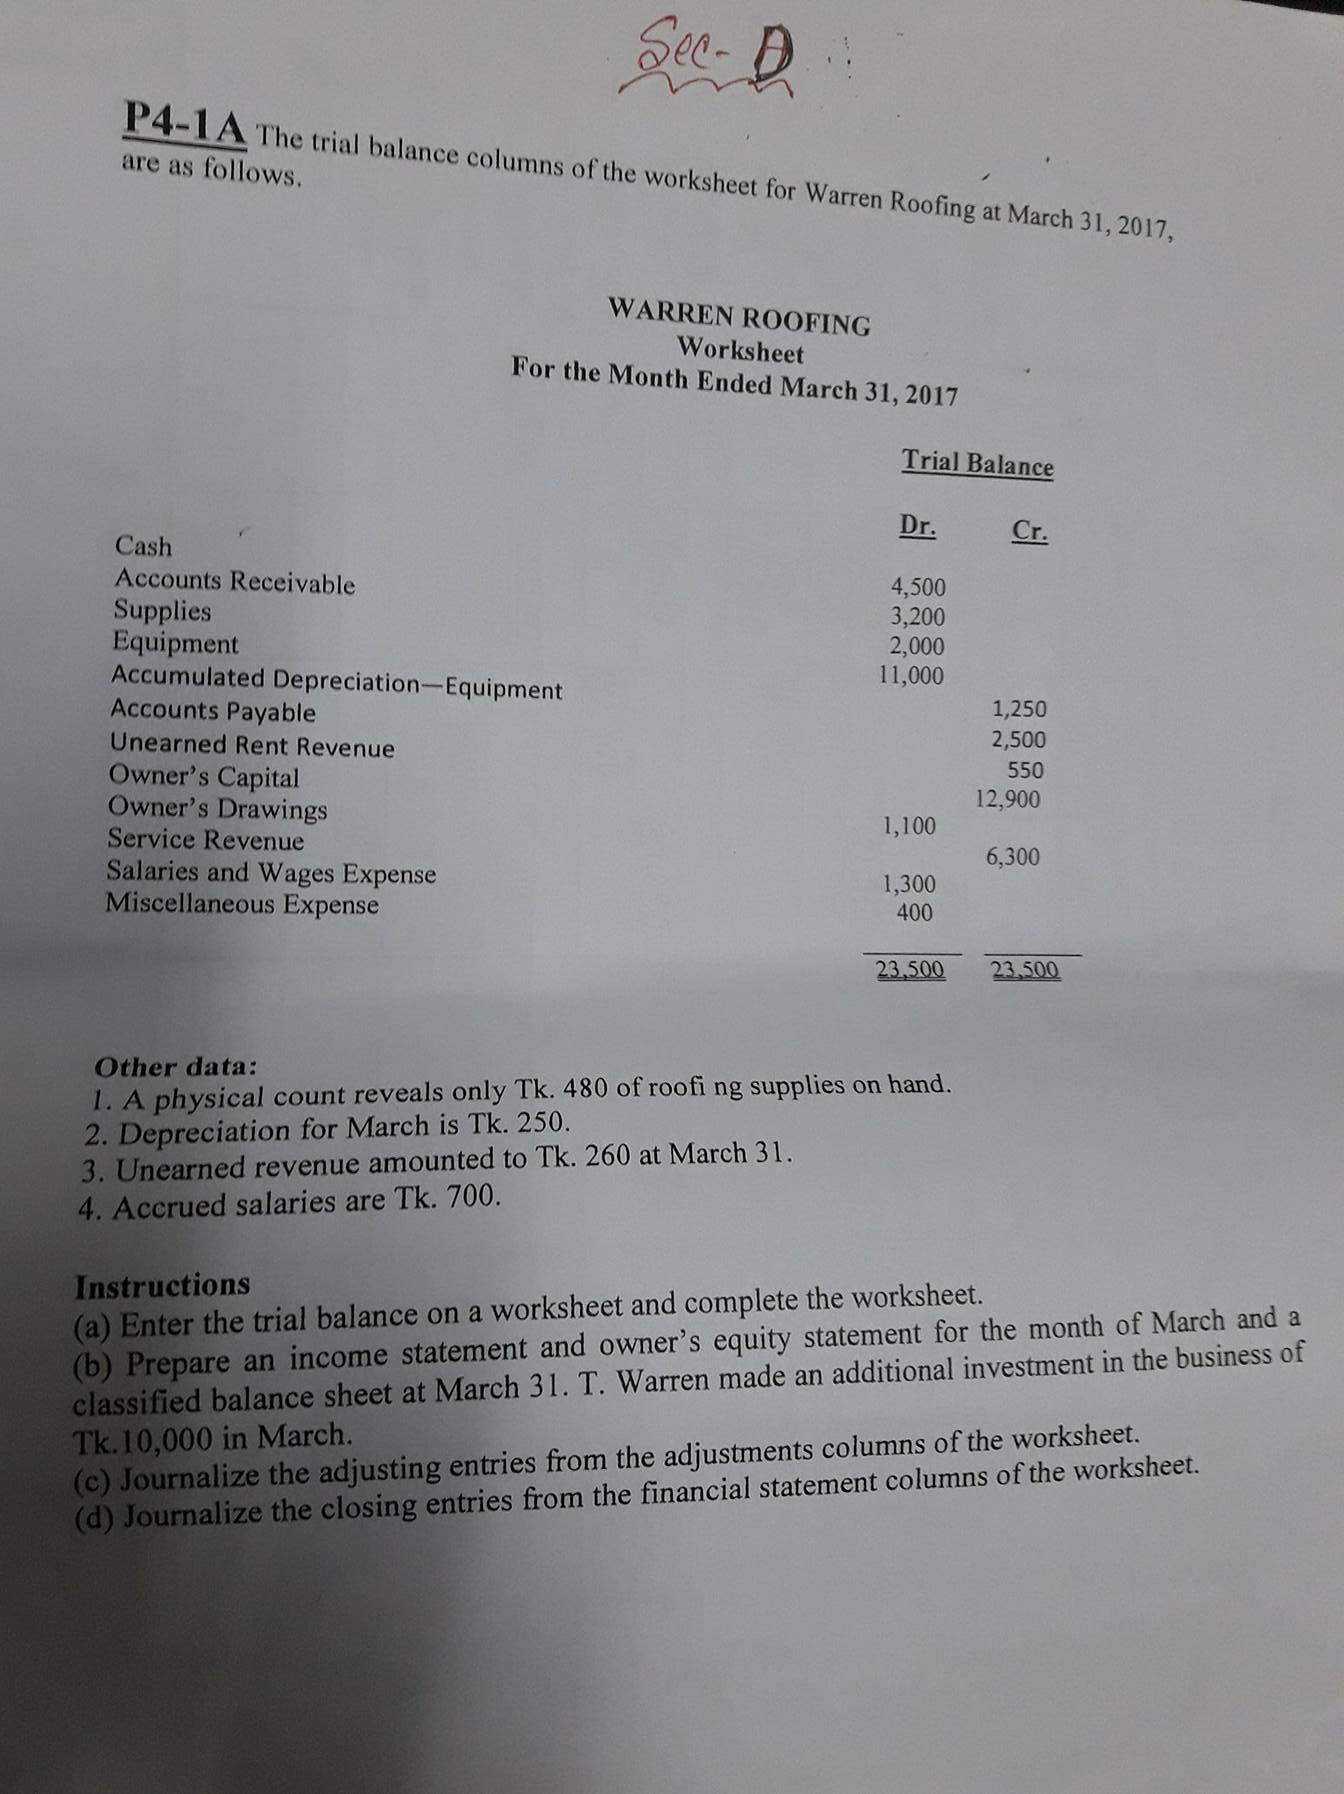 Sec- D
P4-1A The trial balance columns of the worksheet for Warren Roofing at March 31, 2017,
are as follows.
WARREN ROOFING
Worksheet
For the Month Ended March 31, 2017
Trial Balance
Dr. Cr.
Cash 4,500
Accounts Receivable 3,200
Supplies 2,000
Equipment 11,000
Accumulated Depreciation—Equipment 1,250
Accounts Payable 2,500
Unearned Rent Revenue 550
Owner's Capital 12,900
Owner's Drawings 1,100
Service Revenue 6,300
Salaries and Wages Expense 1,300
Miscellaneous Expense 400
23,500 23,500
Other data:
1. A physical count reveals only Tk. 480 of roofi ng supplies on hand.
2. Depreciation for March is Tk. 250.
3. Unearned revenue amounted to Tk. 260 at March 31.
4. Accrued salaries are Tk. 700.
Instructions
(a) Enter the trial balance on a worksheet and complete the worksheet.
(b) Prepare an income statement and owner's equity statement for the month of March and a
classified balance sheet at March 31. T. Warren made an additional investment in the business of
Tk.10,000 in March.
(c) Journalize the adjusting entries from the adjustments columns of the worksheet.
(d) Journalize the closing entries from the financial statement columns of the worksheet.